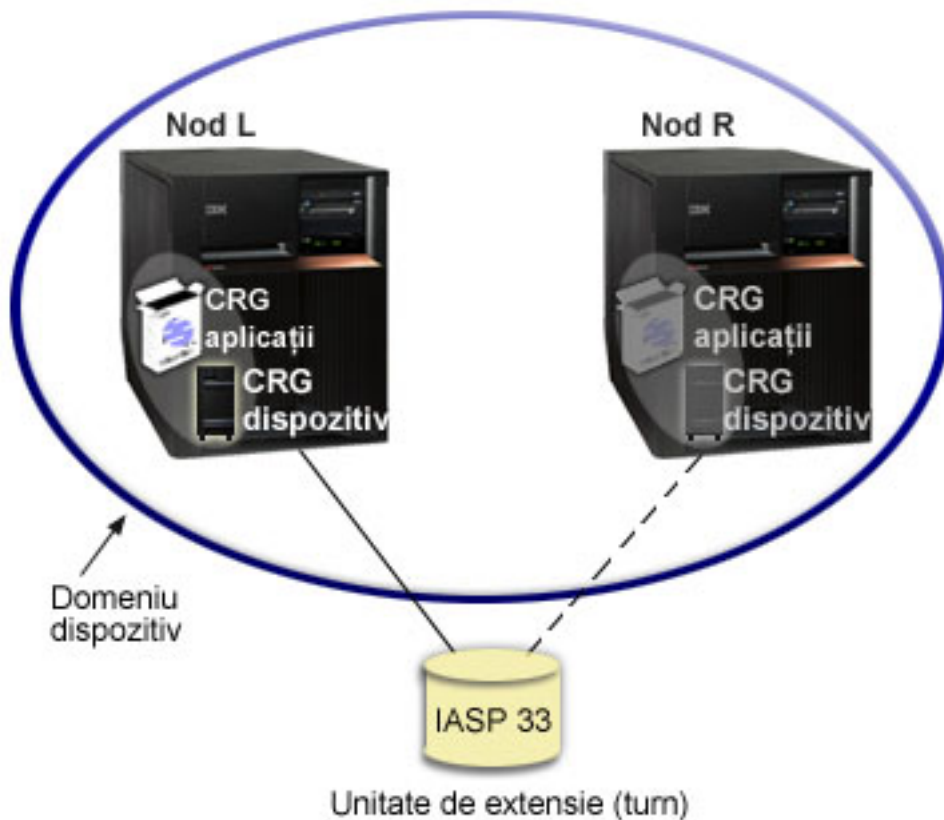 Nod L
Nod R
IBM
IBM
CRG
aplicații
CRG
dispozitiv
CRG
aplicații
CRG
dispozitiv
Domeniu
dispozitiv
IASP 33
Unitate de extensie (turn)